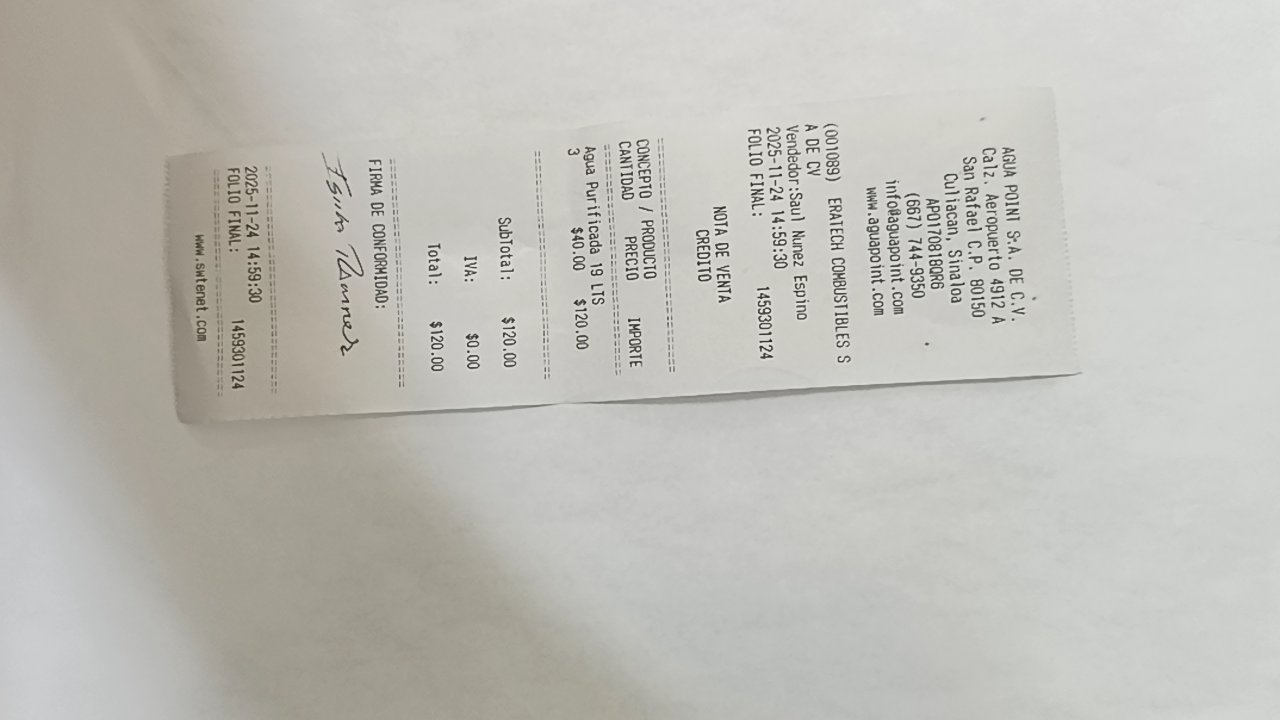 AGUA POINT S.A. DE C.V.
Calz. Aeropuerto 4912 A
San Rafael C.P. 80150
Culiacan, Sinaloa
APO170818QR6
(667) 744-9350
info@aguapoint.com
www.aguapoint.com
(001089) ERATECH COMBUSTIBLES S
A DE CV
Vendedor:Saul Nunez Espino
2025-11-24 14:59:30
FOLIO FINAL: 1459301124
NOTA DE VENTA
CREDITO
CONCEPTO / PRODUCTO
CANTIDAD PRECIO IMPORTE
Agua Purificada 19 LTS
3 $40.00 $120.00
SubTotal: $120.00
IVA: $0.00
Total: $120.00
FIRMA DE CONFORMIDAD:
2025-11-24 14:59:30
FOLIO FINAL: 1459301124
www.swtenet.com